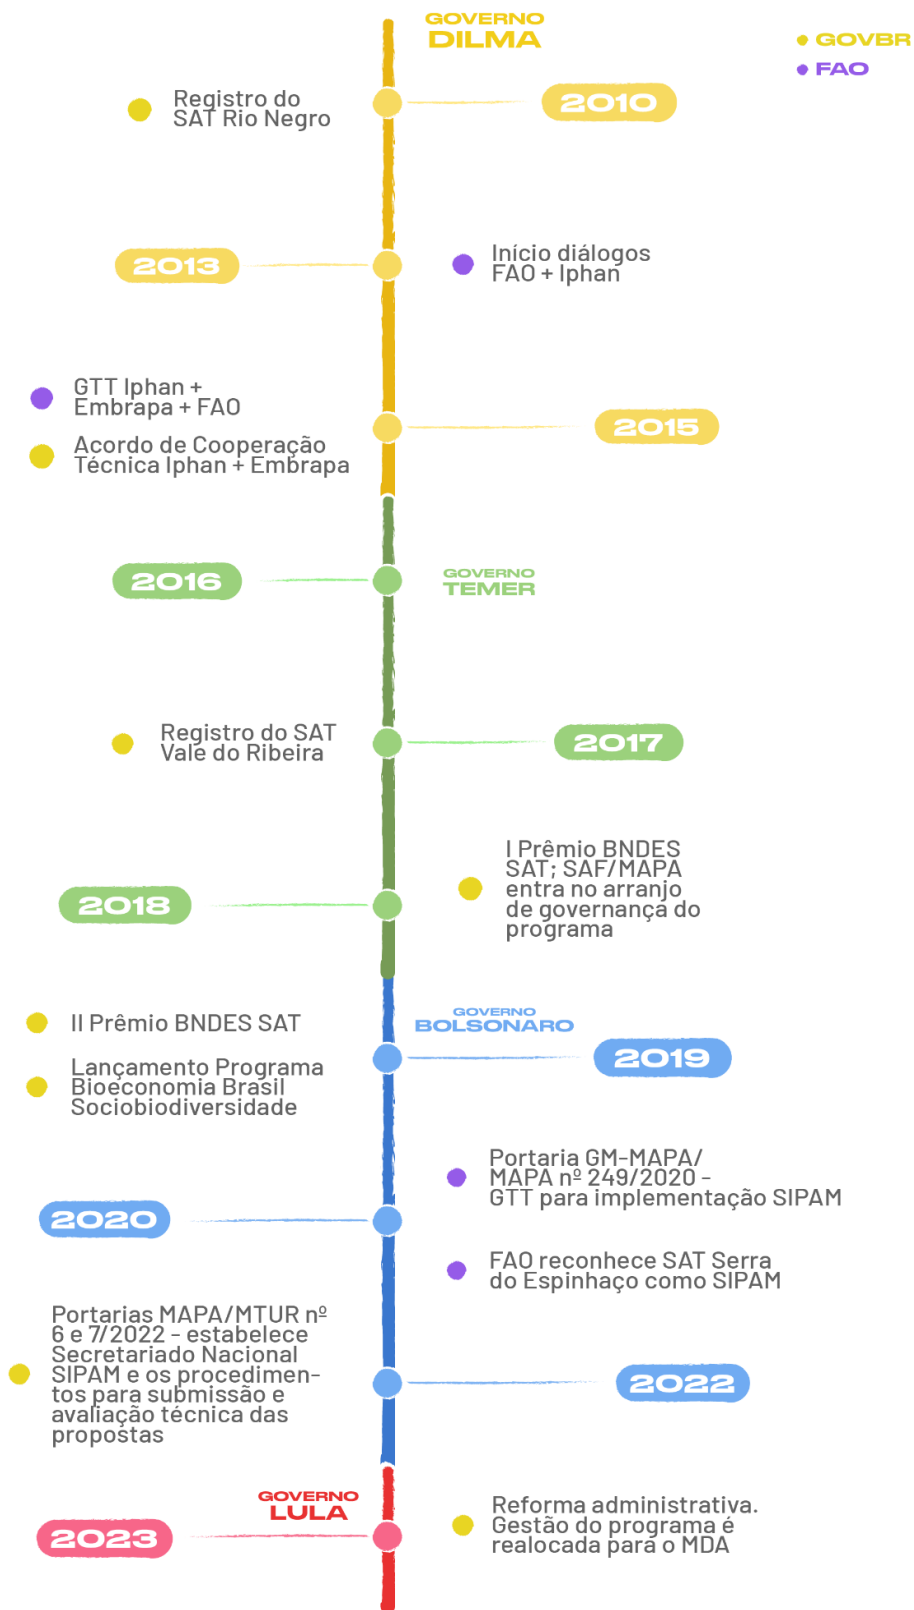 GOVERNO
DILMA
GOVBR
FAO
Registro do
SAT Rio Negro
2010
2013
Início diálogos
FAO + Iphan
GTT Iphan +
Embrapa + FAO
Acordo de Cooperação
Técnica Iphan + Embrapa
2015
2016
GOVERNO
TEMER
Registro do SAT
Vale do Ribeira
2017
2018
I Prêmio BNDES
SAT; SAF/MAPA
entra no arranjo
de governança do
programa
GOVERNO
BOLSONARO
II Prêmio BNDES SAT
Lançamento Programa
Bioeconomia Brasil
Sociobiodiversidade
2019
2020
Portaria GM-MAPA/
MAPA nº 249/2020 -
GTT para implementação SIPAM
FAO reconhece SAT Serra
do Espinhaço como SIPAM
Portarias MAPA/MTUR nº
6 e 7/2022 - estabelece
Secretariado Nacional
SIPAM e os procedimen-
tos para submissão e
avaliação técnica das
propostas
2022
GOVERNO
LULA
2023
Reforma administrativa.
Gestão do programa é
realocada para o MDA